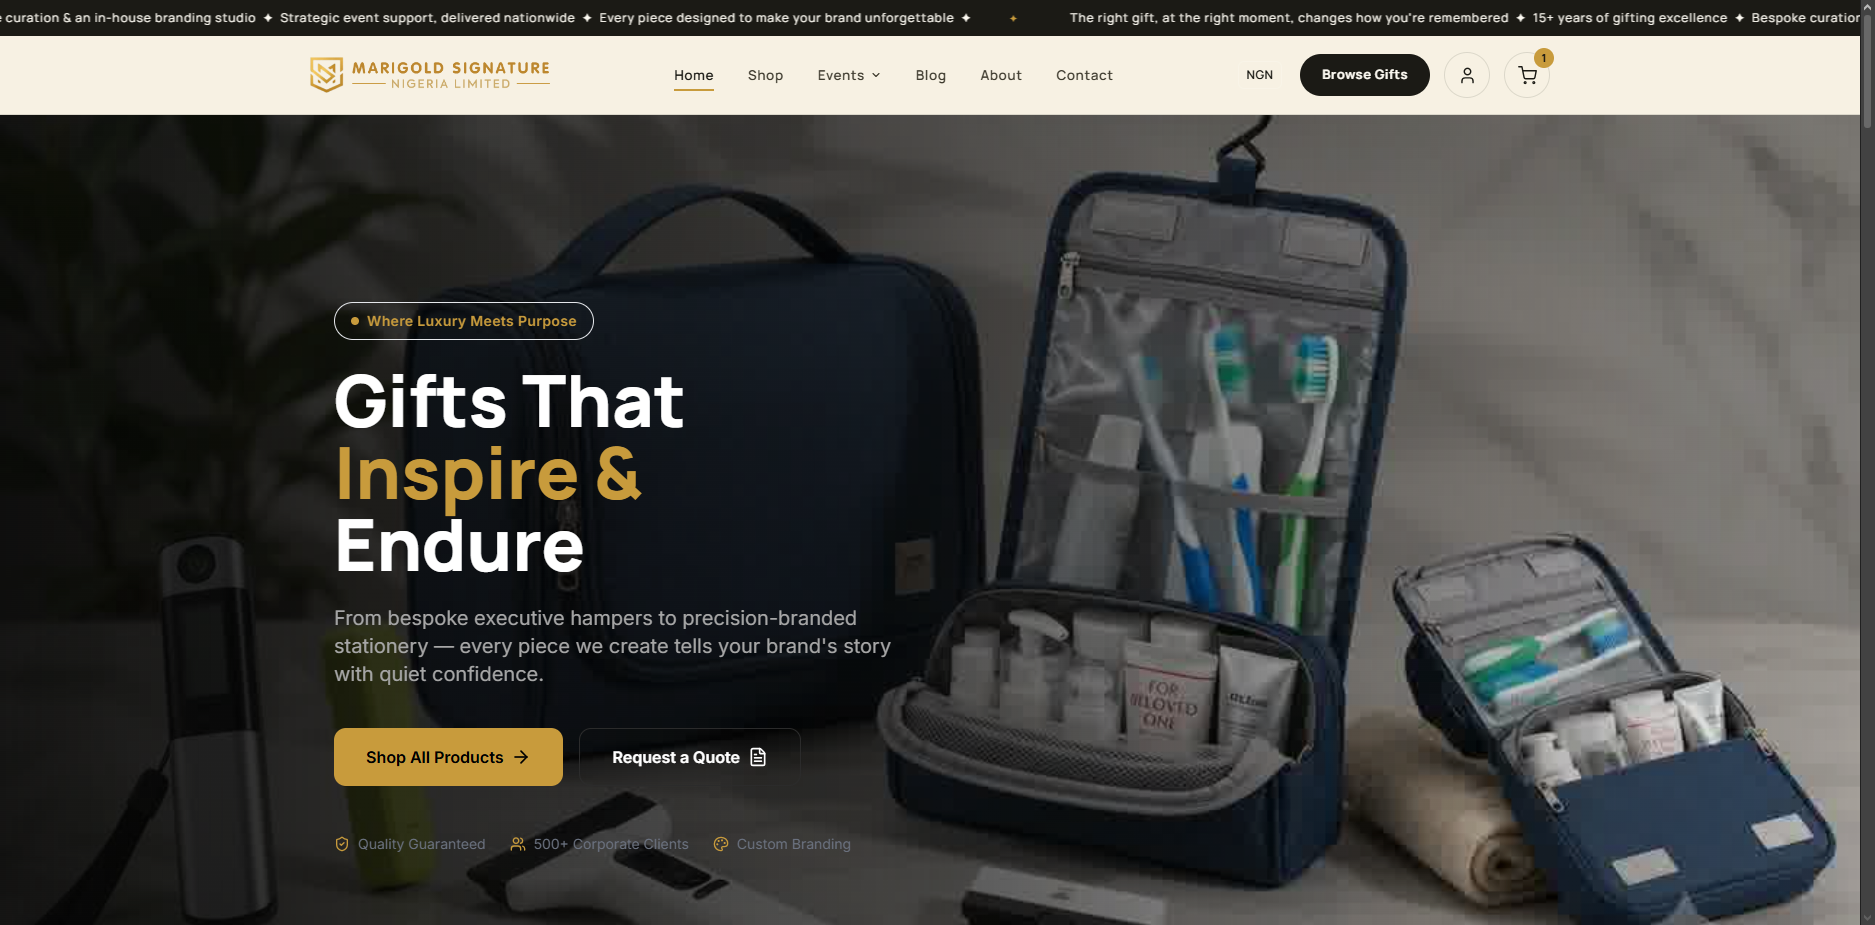 curation & an in-house branding studio ✦ Strategic event support, delivered nationwide ✦ Every piece designed to make your brand unforgettable ✦ ✦ The right gift, at the right moment, changes how you're remembered ✦ 15+ years of gifting excellence ✦ Bespoke
MARIGOLD SIGNATURE
NIGERIA LIMITED
Home Shop Events Blog About Contact NGN Browse Gifts 1
Where Luxury Meets Purpose
Gifts That
Inspire &
Endure
From bespoke executive hampers to precision-branded
stationery — every piece we create tells your brand's story
with quiet confidence.
Shop All Products → Request a Quote
Quality Guaranteed 500+ Corporate Clients Custom Branding
FOR
BELOVED
ONE